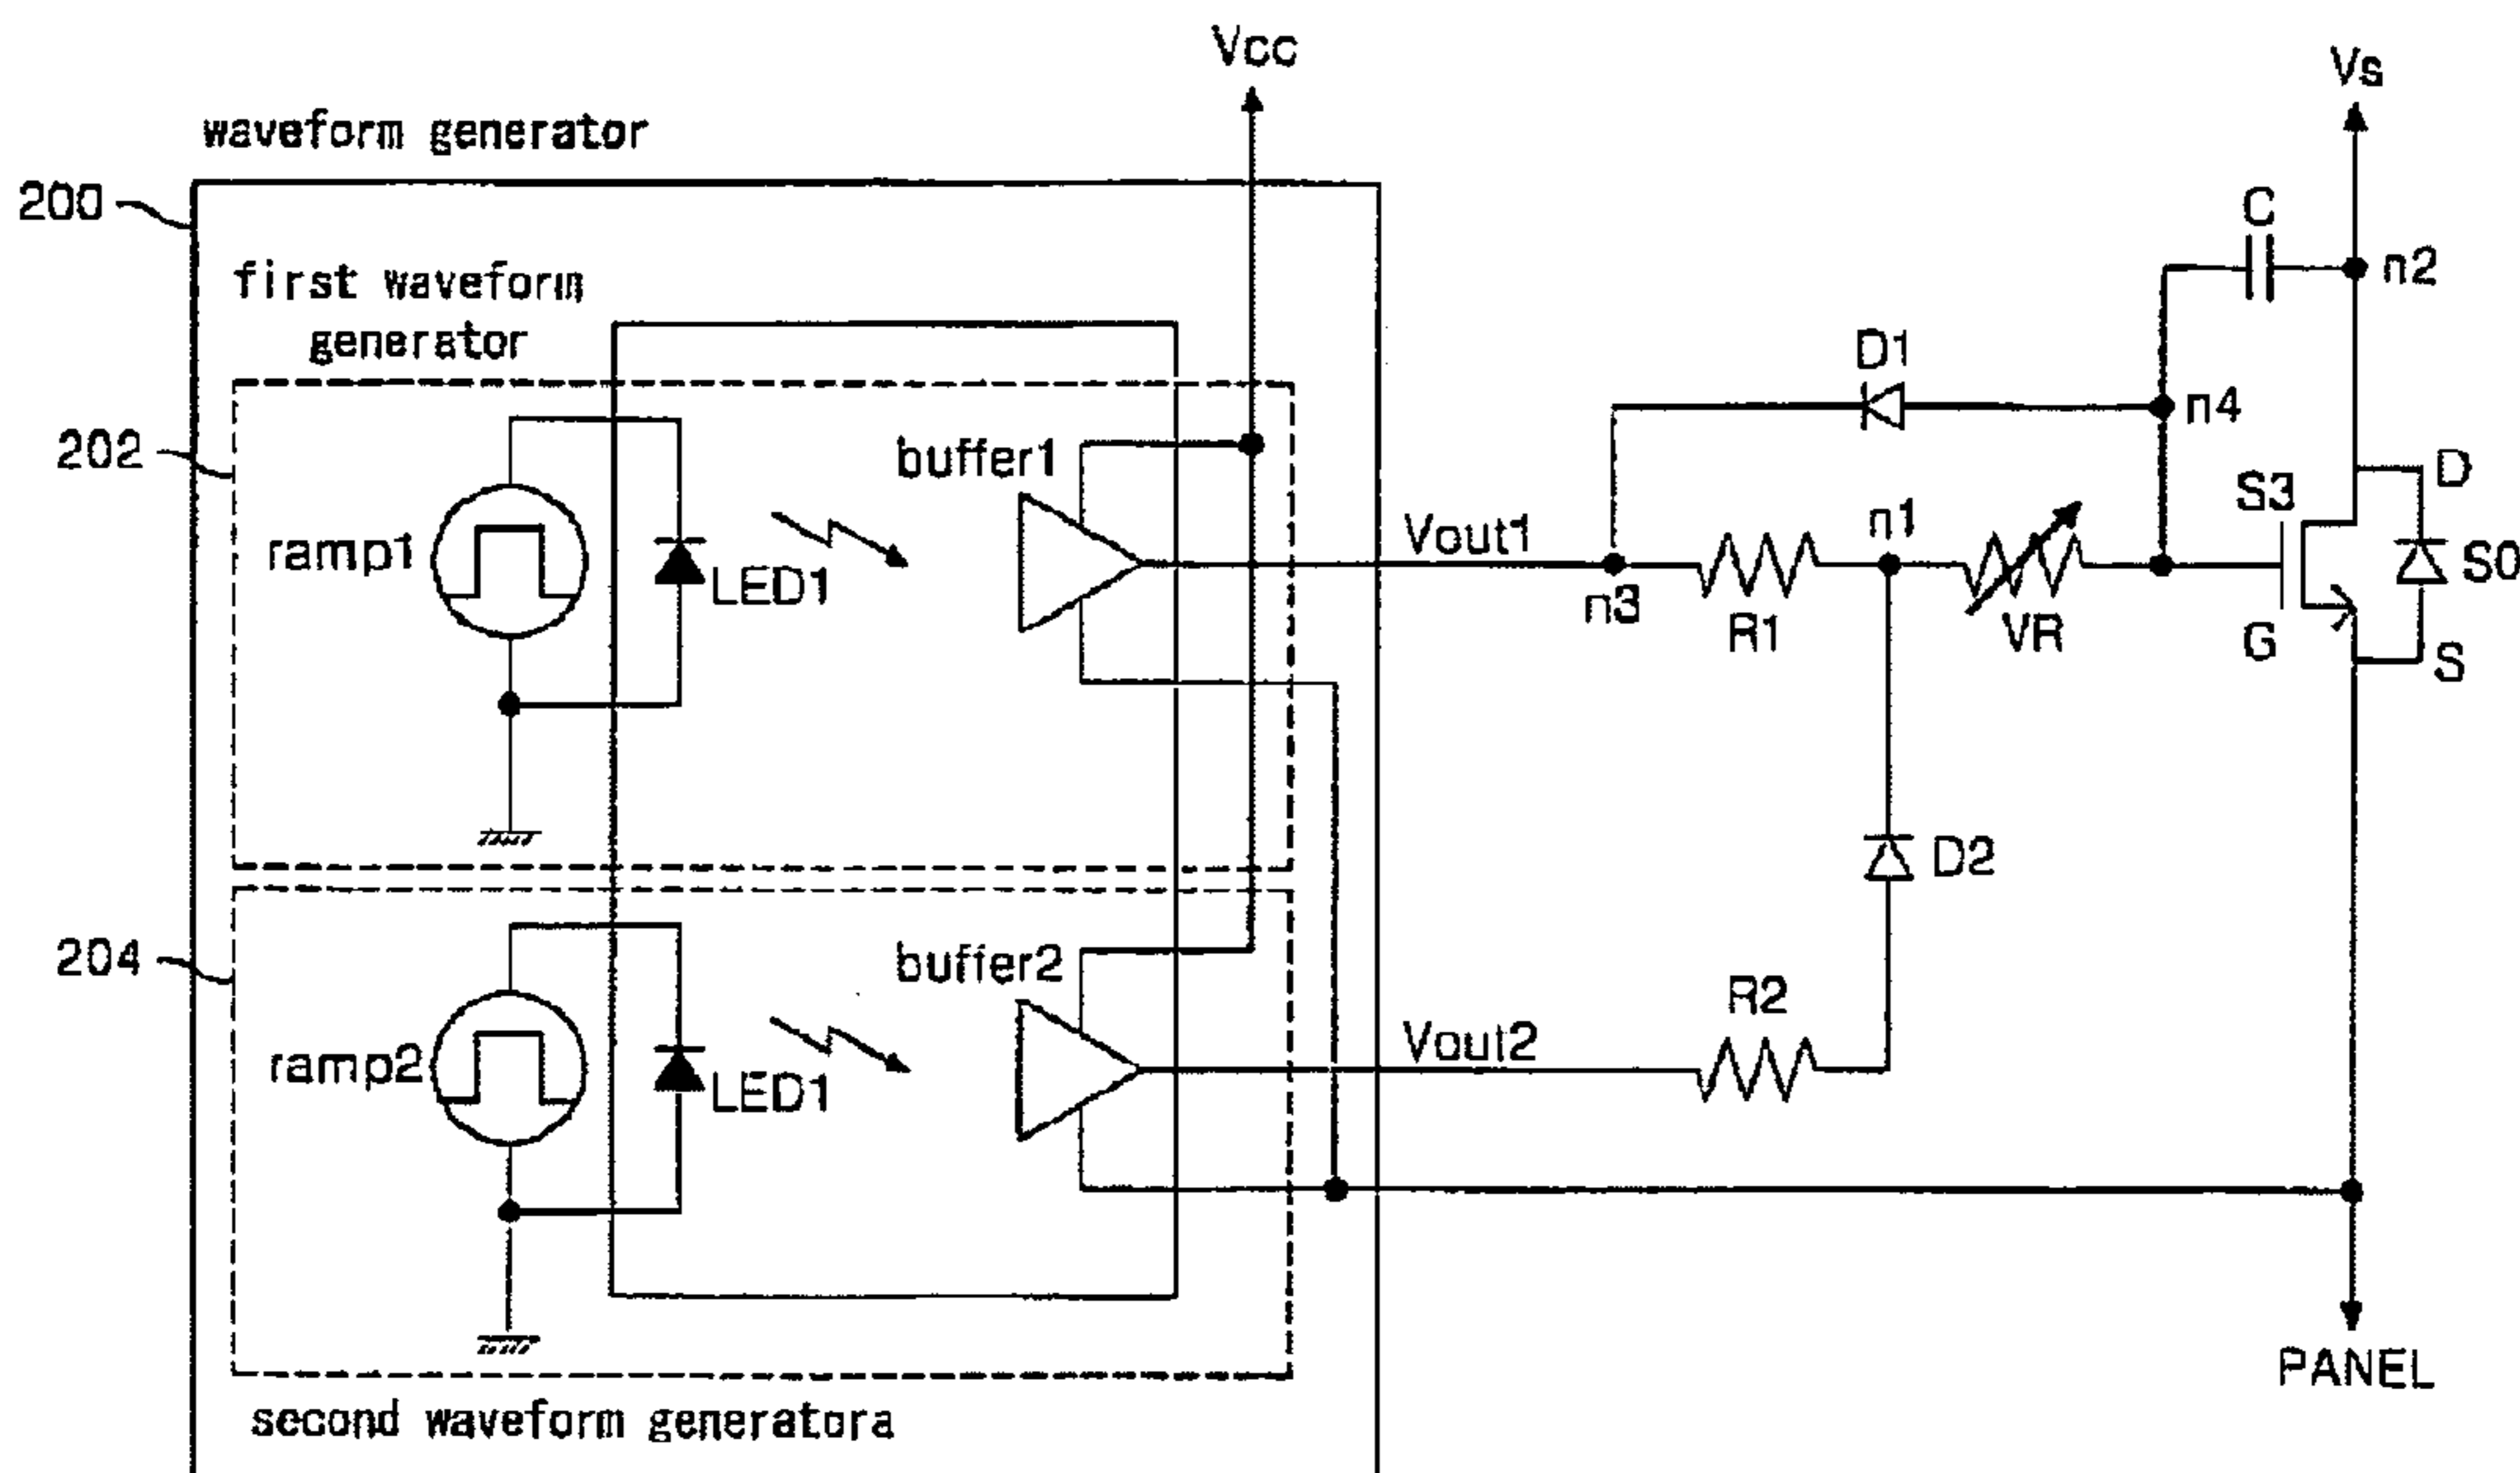 Vcc
Vs
waveform generator
200
C
n2
first waveform
generator
D1
n4
202
buffer1
D
S3
ramp1
LED1
Vout1
n1
S0
n3
R1
VR
G
S
D2
204
buffer2
R2
ramp2
LED1
Vout2
PANEL
second waveform generatora